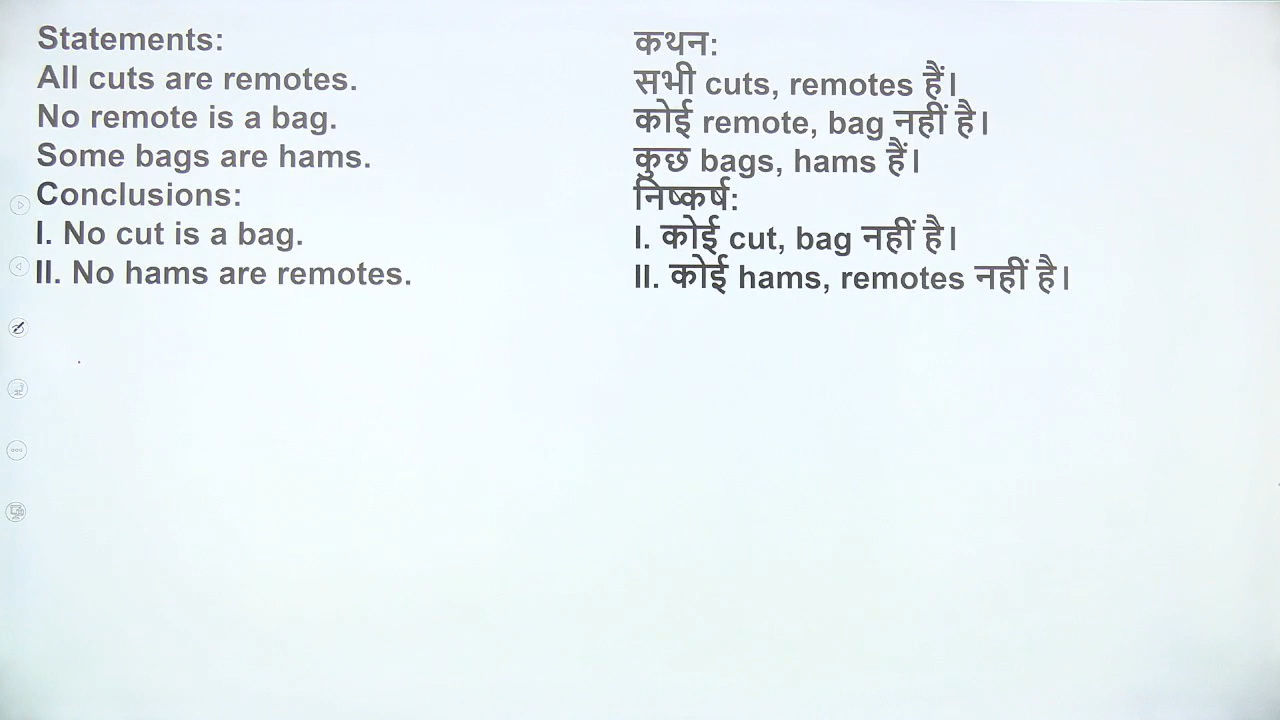 Statements:
All cuts are remotes.
No remote is a bag.
Some bags are hams.
Conclusions:
I. No cut is a bag.
II. No hams are remotes.
कथन:
सभी cuts, remotes हैं।
कोई remote, bag नहीं है।
कुछ bags, hams हैं।
निष्कर्ष:
I. कोई cut, bag नहीं है।
II. कोई hams, remotes नहीं है।